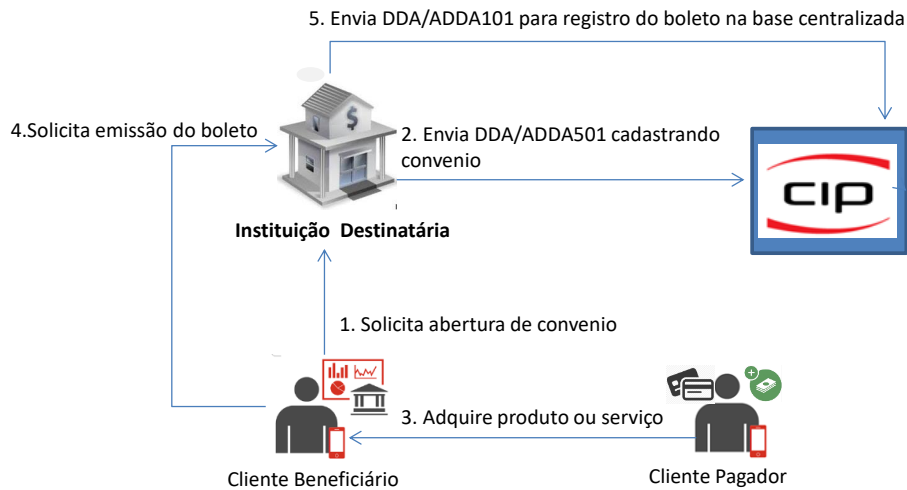 5. Envia DDA/ADDA101 para registro do boleto na base centralizada
4.Solicita emissão do boleto
2. Envia DDA/ADDA501 cadastrando
convenio
cip
Instituição Destinatária
1. Solicita abertura de convenio
3. Adquire produto ou serviço
Cliente Beneficiário
Cliente Pagador
$